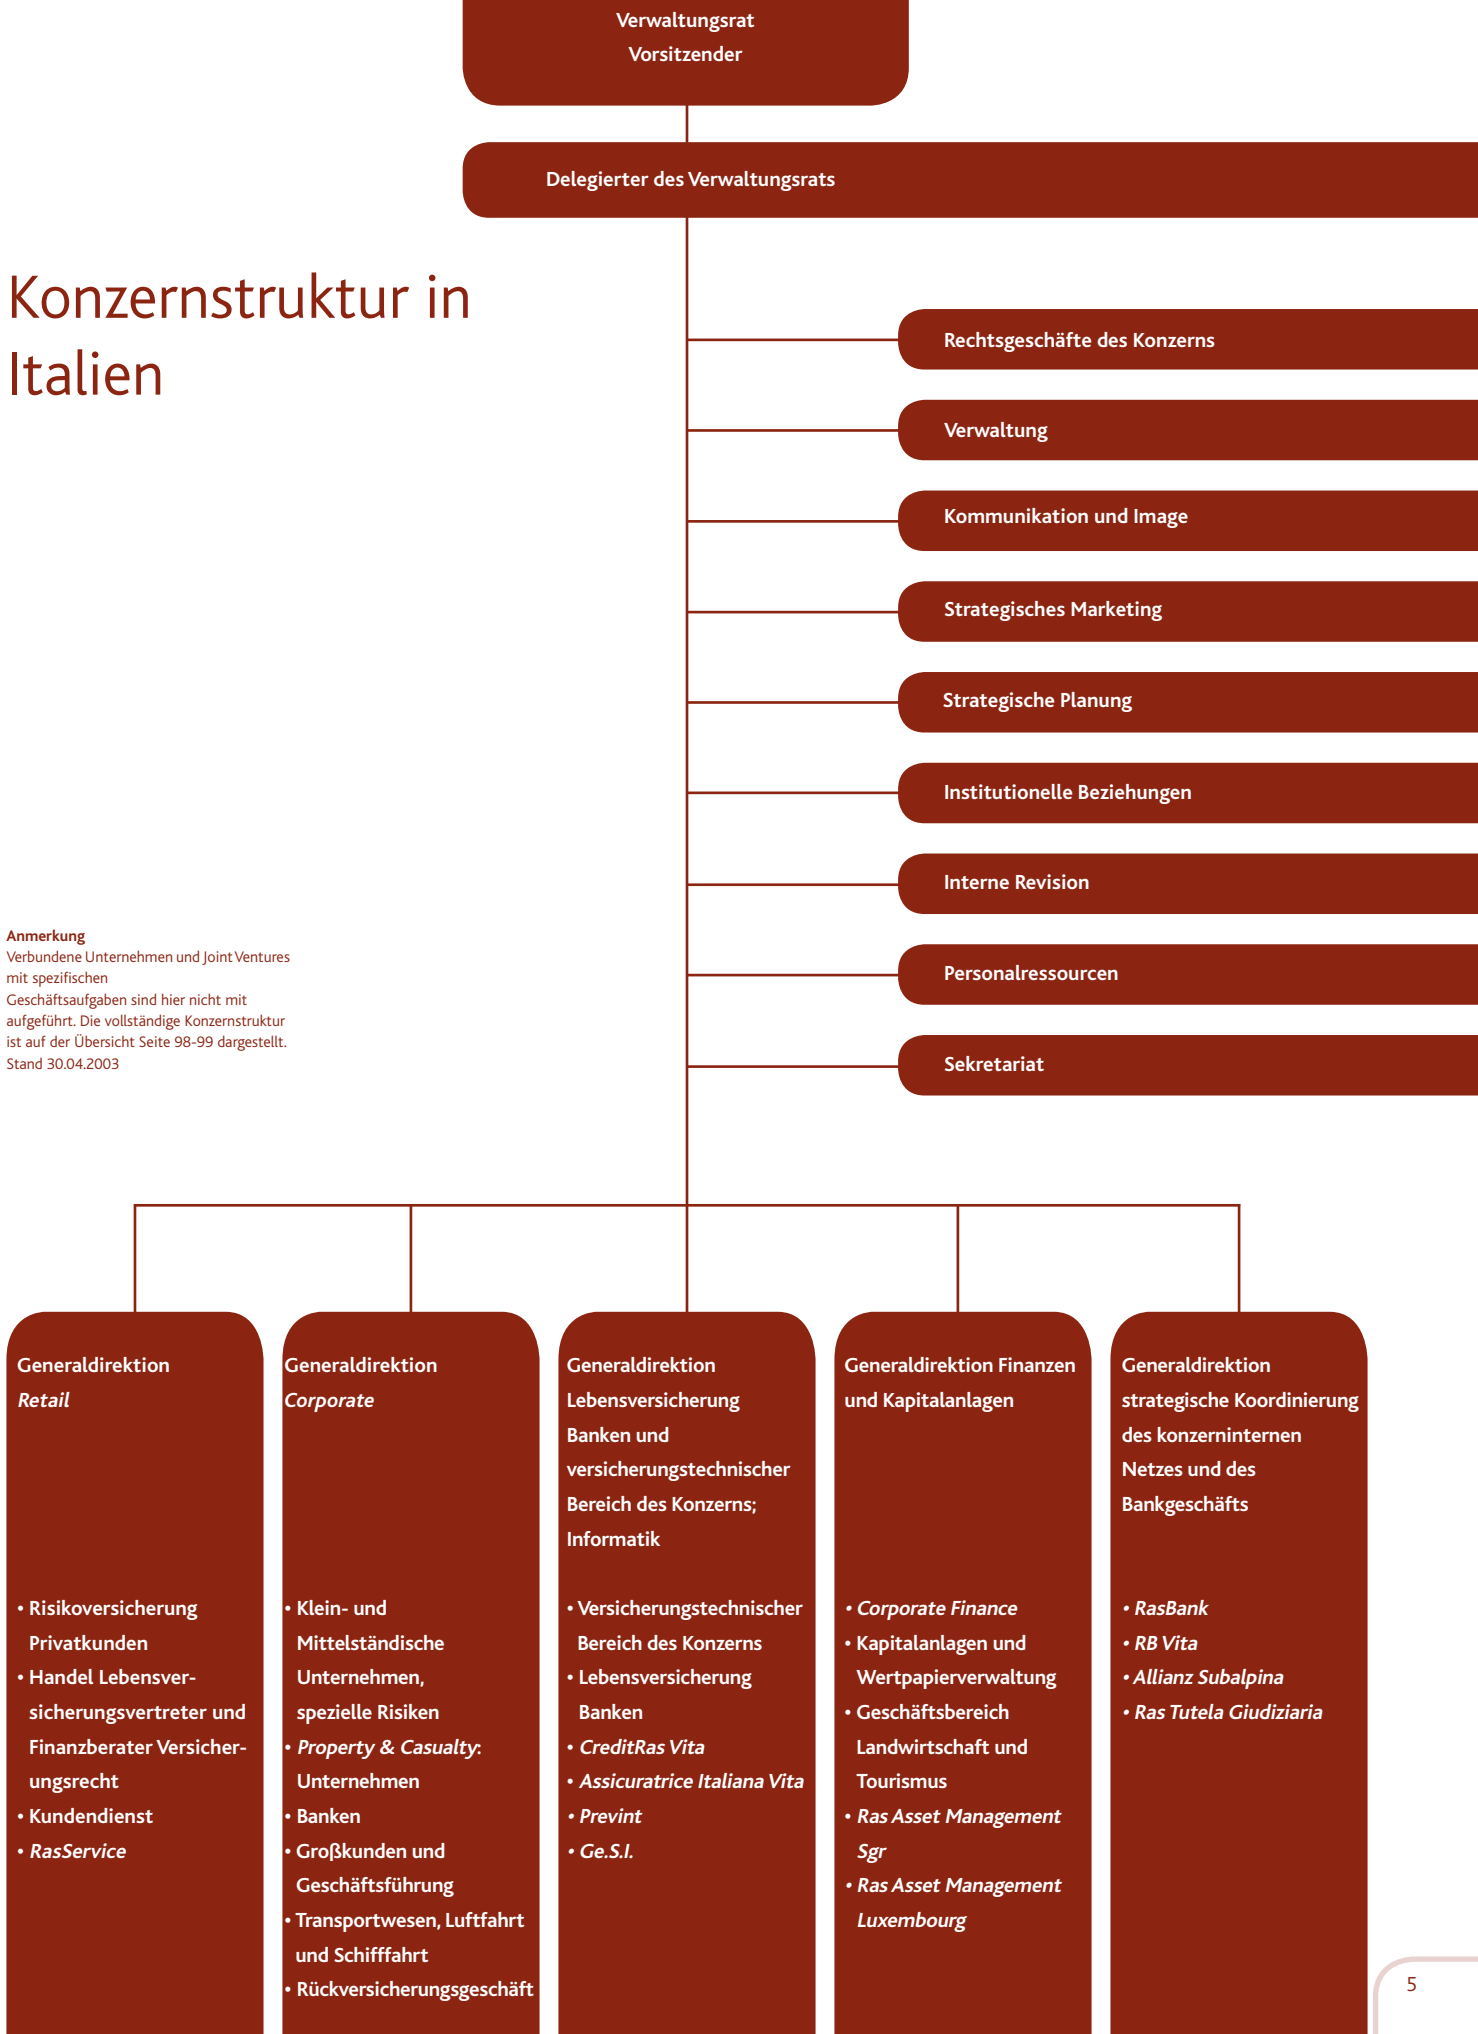 Verwaltungsrat
Vorsitzender
Delegierter des Verwaltungsrats
Konzernstruktur in
Italien
Rechtsgeschäfte des Konzerns
Verwaltung
Kommunikation und Image
Strategisches Marketing
Strategische Planung
Institutionelle Beziehungen
Interne Revision
Personalressourcen
Sekretariat
Anmerkung
Verbundene Unternehmen und Joint Ventures
mit spezifischen
Geschäftsaufgaben sind hier nicht mit
aufgeführt. Die vollständige Konzernstruktur
ist auf der Übersicht Seite 98-99 dargestellt.
Stand 30.04.2003
Generaldirektion
Retail
• Risikoversicherung
Privatkunden
• Handel Lebensver-
sicherungsvertreter und
Finanzberater Versicher-
ungsrecht
• Kundendienst
• RasService
Generaldirektion
Corporate
• Klein- und
Mittelständische
Unternehmen,
spezielle Risiken
• Property & Casualty:
Unternehmen
• Banken
• Großkunden und
Geschäftsführung
• Transportwesen, Luftfahrt
und Schifffahrt
• Rückversicherungsgeschäft
Generaldirektion
Lebensversicherung
Banken und
versicherungstechnischer
Bereich des Konzerns;
Informatik
• Versicherungstechnischer
Bereich des Konzerns
• Lebensversicherung
Banken
• CreditRas Vita
• Assicuratrice Italiana Vita
• Prevint
• Ge.S.I.
Generaldirektion Finanzen
und Kapitalanlagen
• Corporate Finance
• Kapitalanlagen und
Wertpapierverwaltung
• Geschäftsbereich
Landwirtschaft und
Tourismus
• Ras Asset Management
Sgr
• Ras Asset Management
Luxembourg
Generaldirektion
strategische Koordinierung
des konzerninternen
Netzes und des
Bankgeschäfts
• RasBank
• RB Vita
• Allianz Subalpina
• Ras Tutela Giudiziaria
5